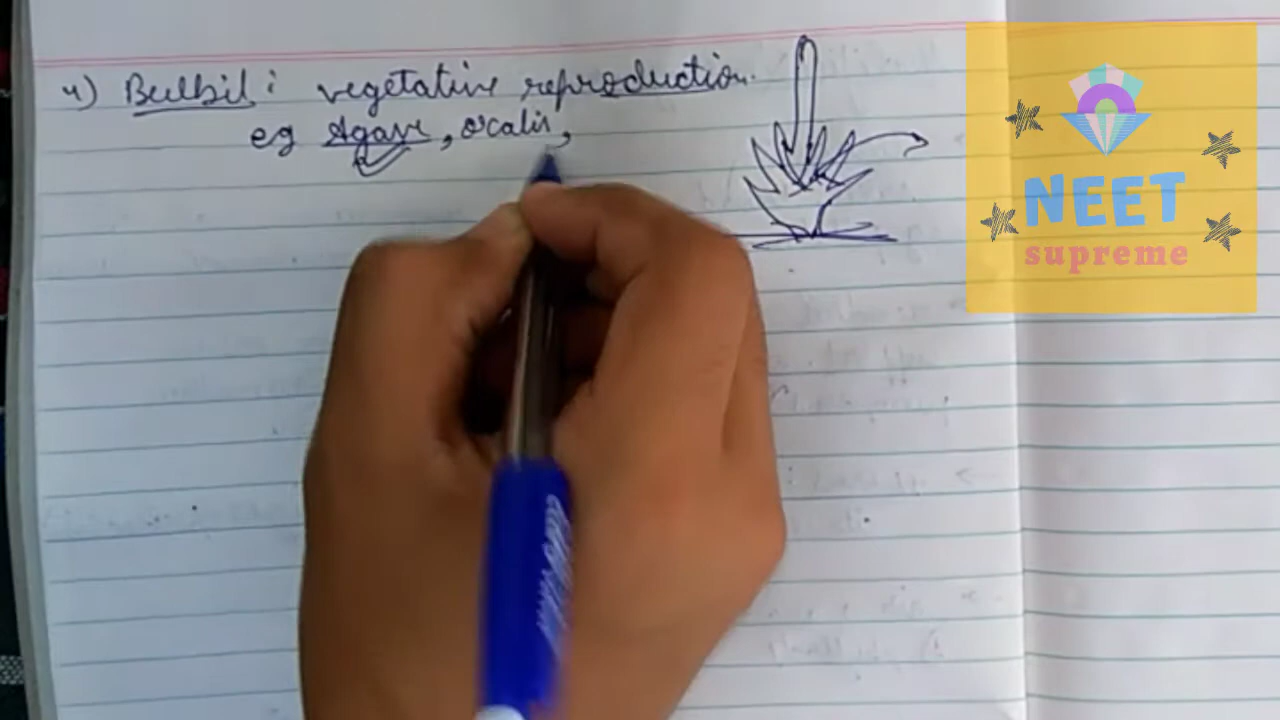 4) Bulbil : vegetative reproduction.
eg Agave, oxalis,
NEET
supreme